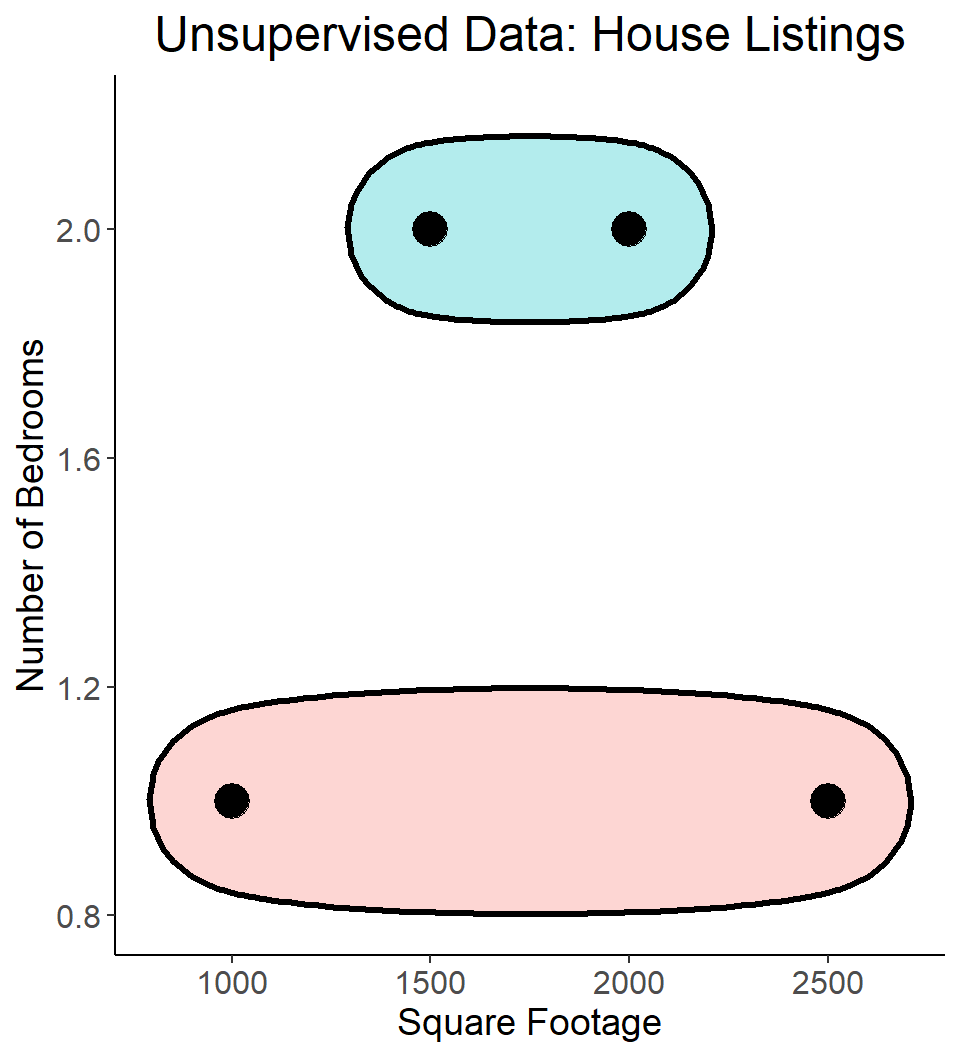 Unsupervised Data: House Listings
Number of Bedrooms
2.0
1.6
1.2
0.8
1000 1500 2000 2500
Square Footage